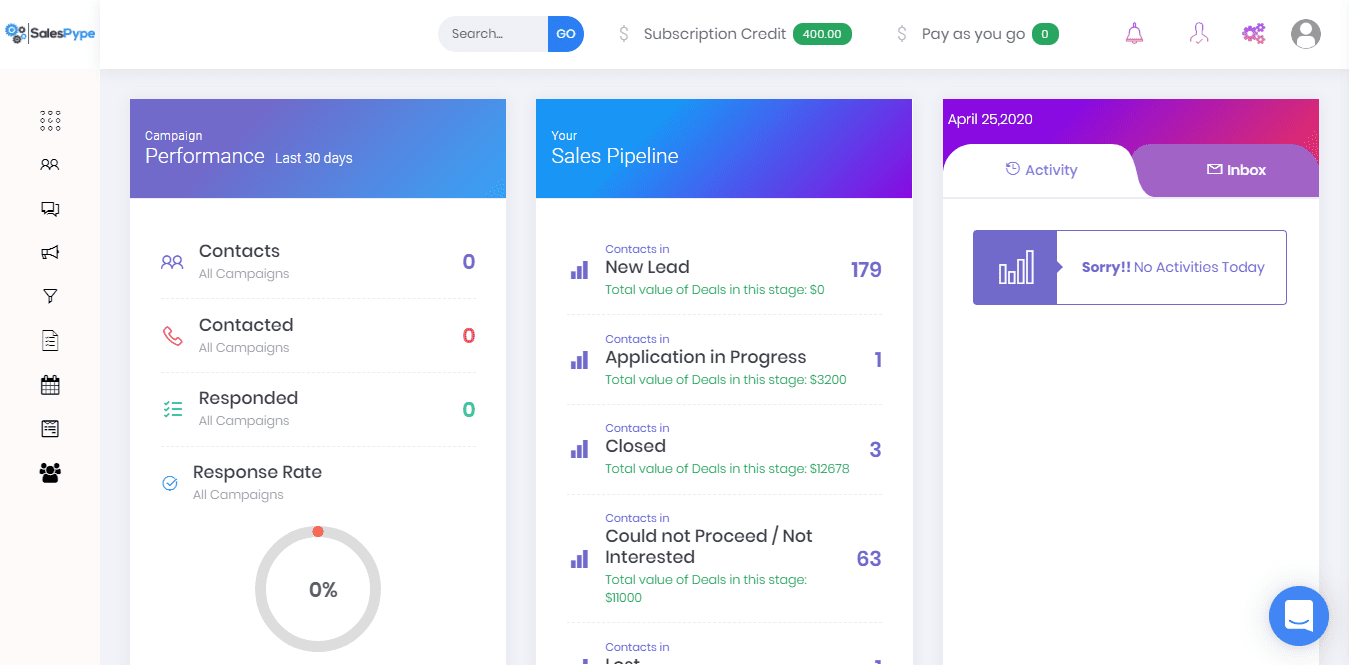 SalesPype
Search...
GO
Subscription Credit 400.00
Pay as you go 0
Campaign
Performance Last 30 days
Contacts
All Campaigns
0
Contacted
All Campaigns
0
Responded
All Campaigns
0
Response Rate
All Campaigns
0%
Your
Sales Pipeline
Contacts in
New Lead
179
Total value of Deals in this stage: $0
Contacts in
Application in Progress
1
Total value of Deals in this stage: $3200
Contacts in
Closed
3
Total value of Deals in this stage: $12678
Contacts in
Could not Proceed / Not
Interested
63
Total value of Deals in this stage:
$11000
Contacts in
Lost
1
April 25,2020
Activity
Inbox
Sorry!! No Activities Today